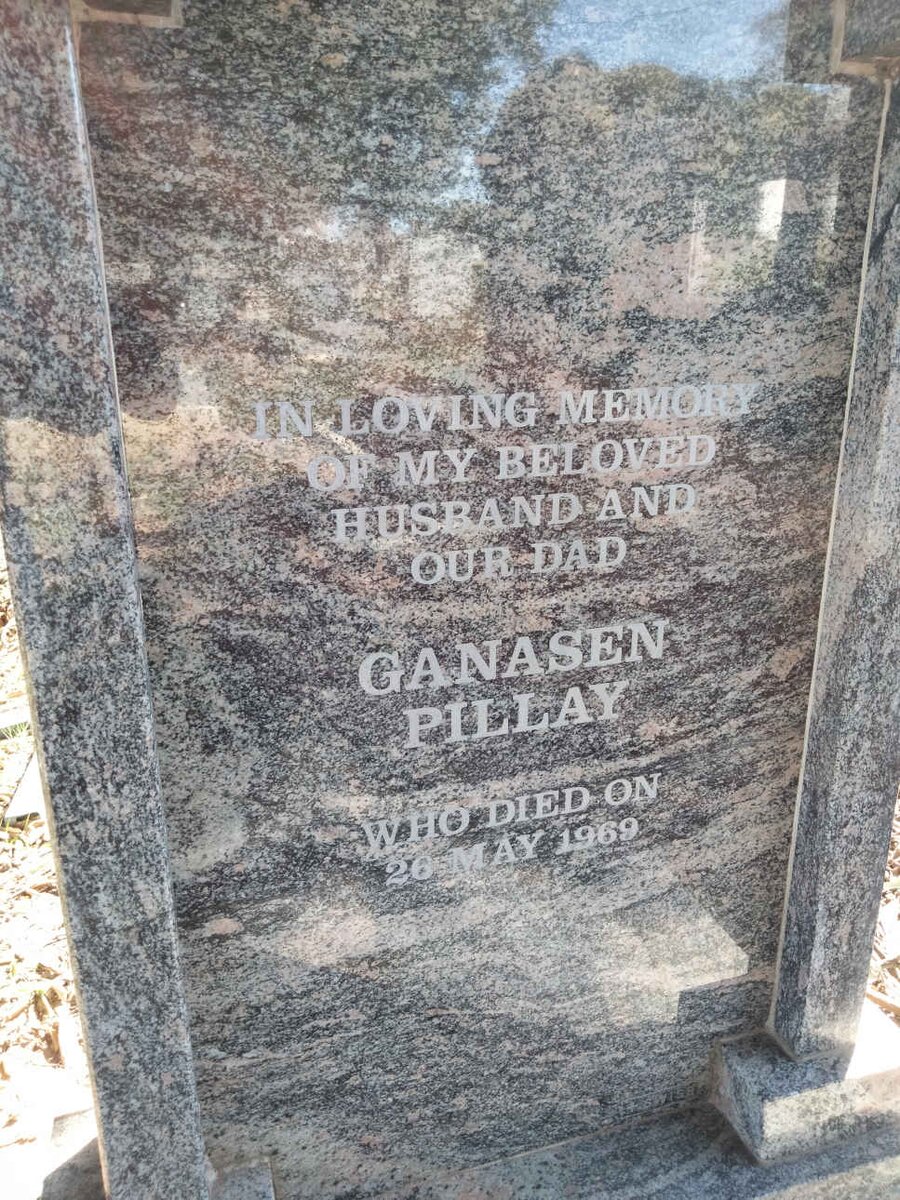 IN LOVING MEMORY
OF MY BELOVED
HUSBAND AND
OUR DAD
GANASEN
PILLAY
WHO DIED ON
26 MAY 1969